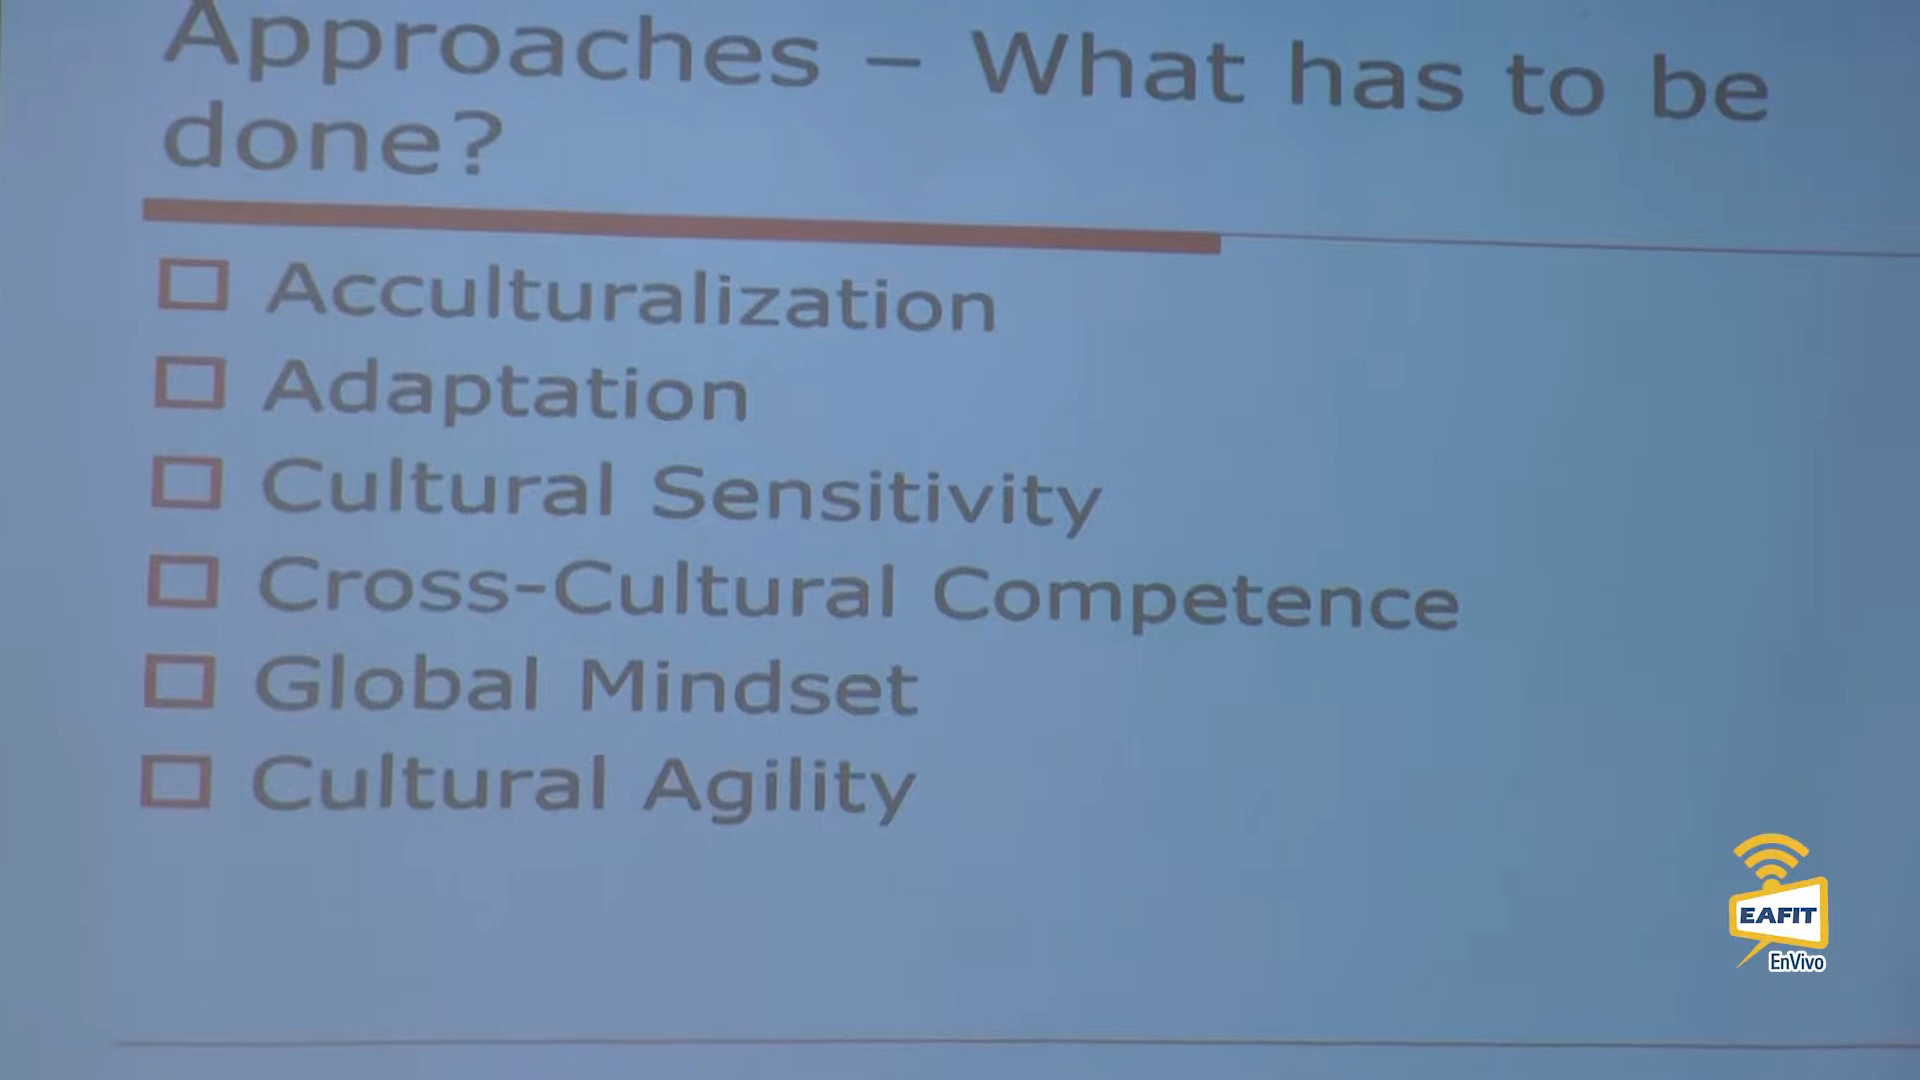 Approaches – What has to be
done?
Acculturalization
Adaptation
Cultural Sensitivity
Cross-Cultural Competence
Global Mindset
Cultural Agility
EAFIT
EnVivo